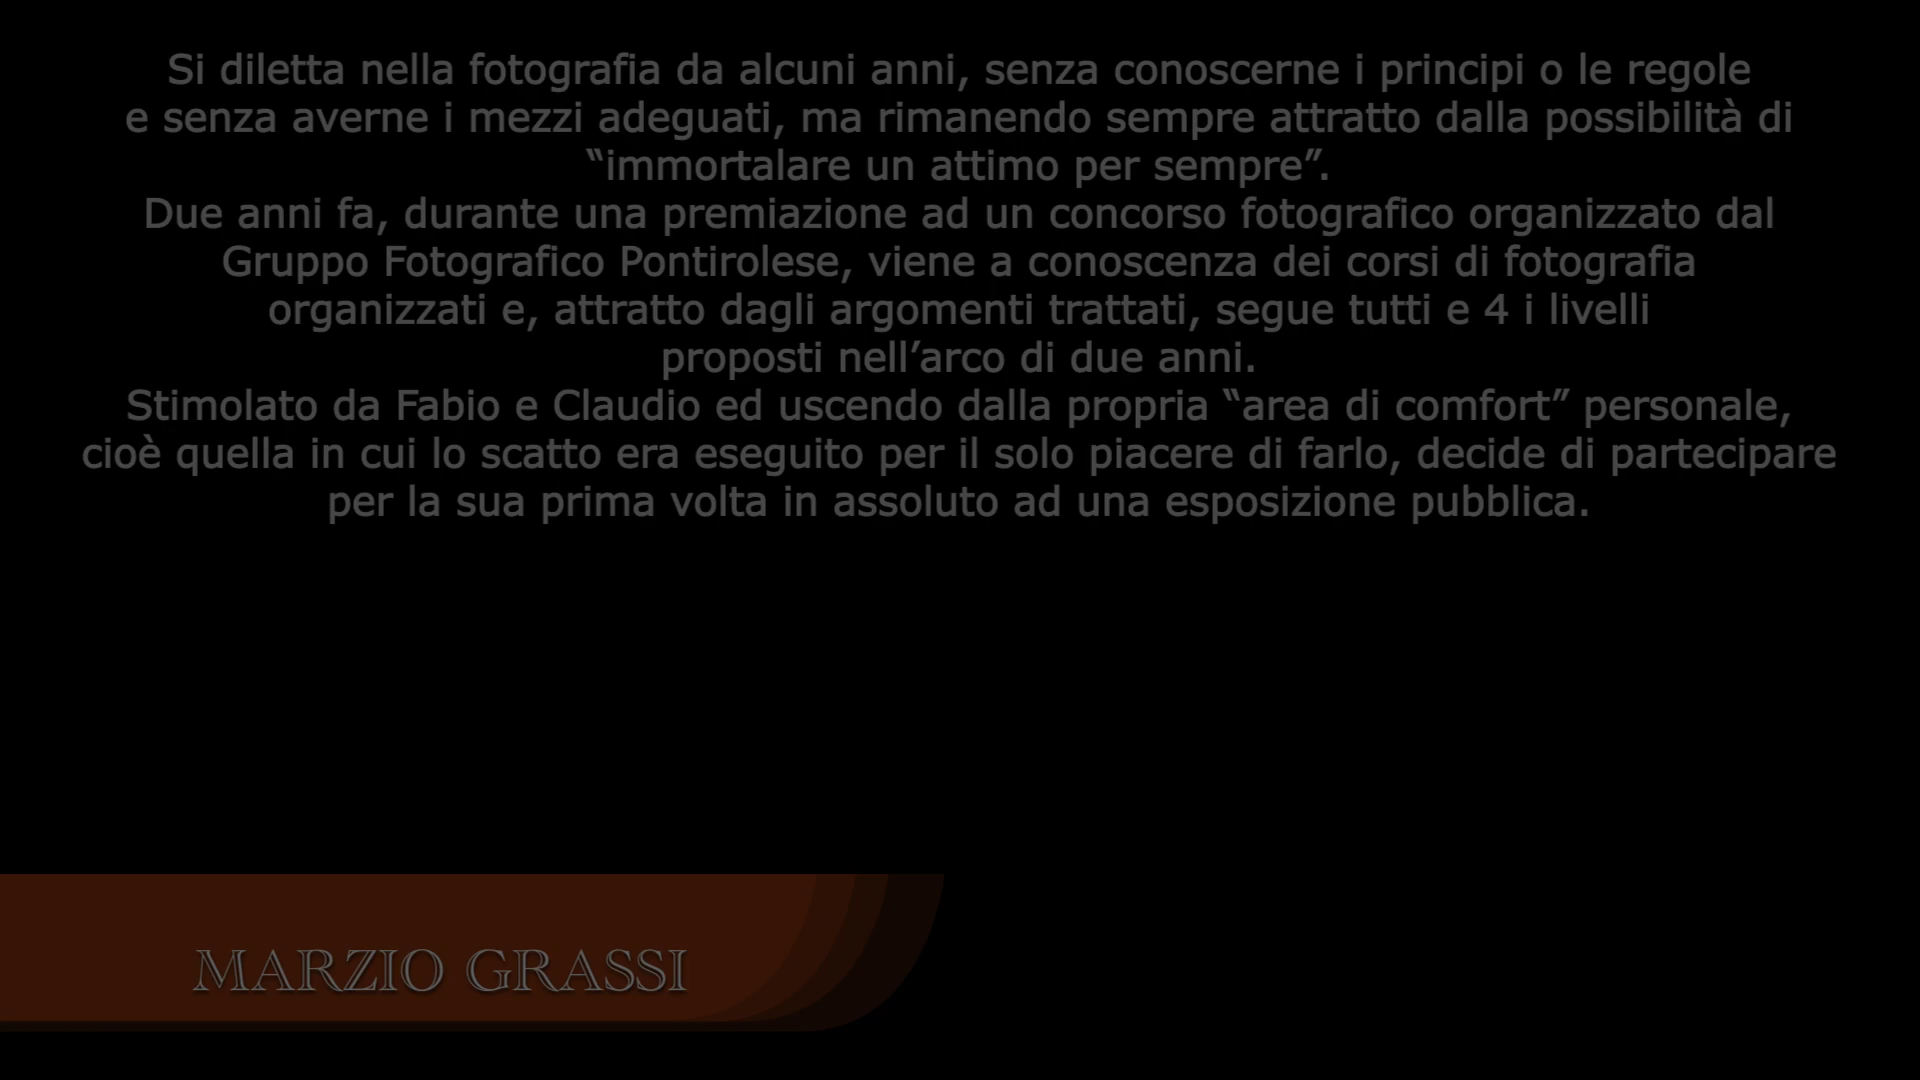 Si diletta nella fotografia da alcuni anni, senza conoscerne i principi o le regole
e senza averne i mezzi adeguati, ma rimanendo sempre attratto dalla possibilità di
“immortalare un attimo per sempre”.
Due anni fa, durante una premiazione ad un concorso fotografico organizzato dal
Gruppo Fotografico Pontirolese, viene a conoscenza dei corsi di fotografia
organizzati e, attratto dagli argomenti trattati, segue tutti e 4 i livelli
proposti nell’arco di due anni.
Stimolato da Fabio e Claudio ed uscendo dalla propria “area di comfort” personale,
cioè quella in cui lo scatto era eseguito per il solo piacere di farlo, decide di partecipare
per la sua prima volta in assoluto ad una esposizione pubblica.
MARZIO GRASSI